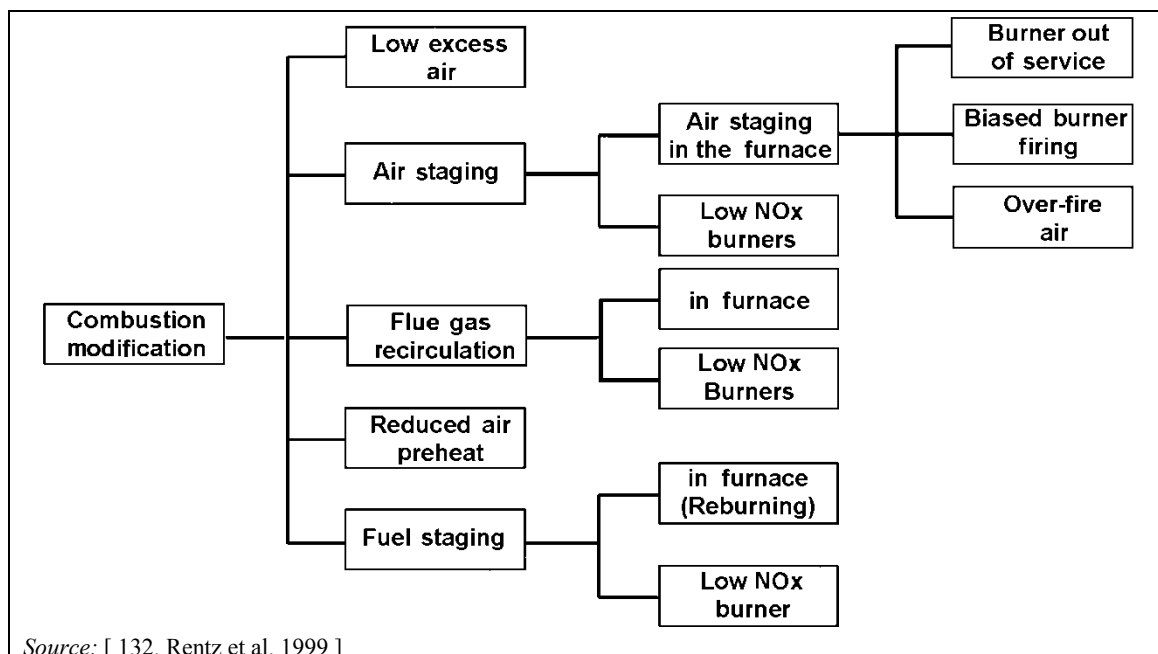 Combustion
modification
Low excess
air
Air staging
Flue gas
recirculation
Reduced air
preheat
Fuel staging
Air staging
in the furnace
Low NOx
burners
in furnace
Low NOx
Burners
in furnace
(Reburning)
Low NOx
burner
Burner out
of service
Biased burner
firing
Over-fire
air
Source: [ 132, Rentz et al. 1999 ]